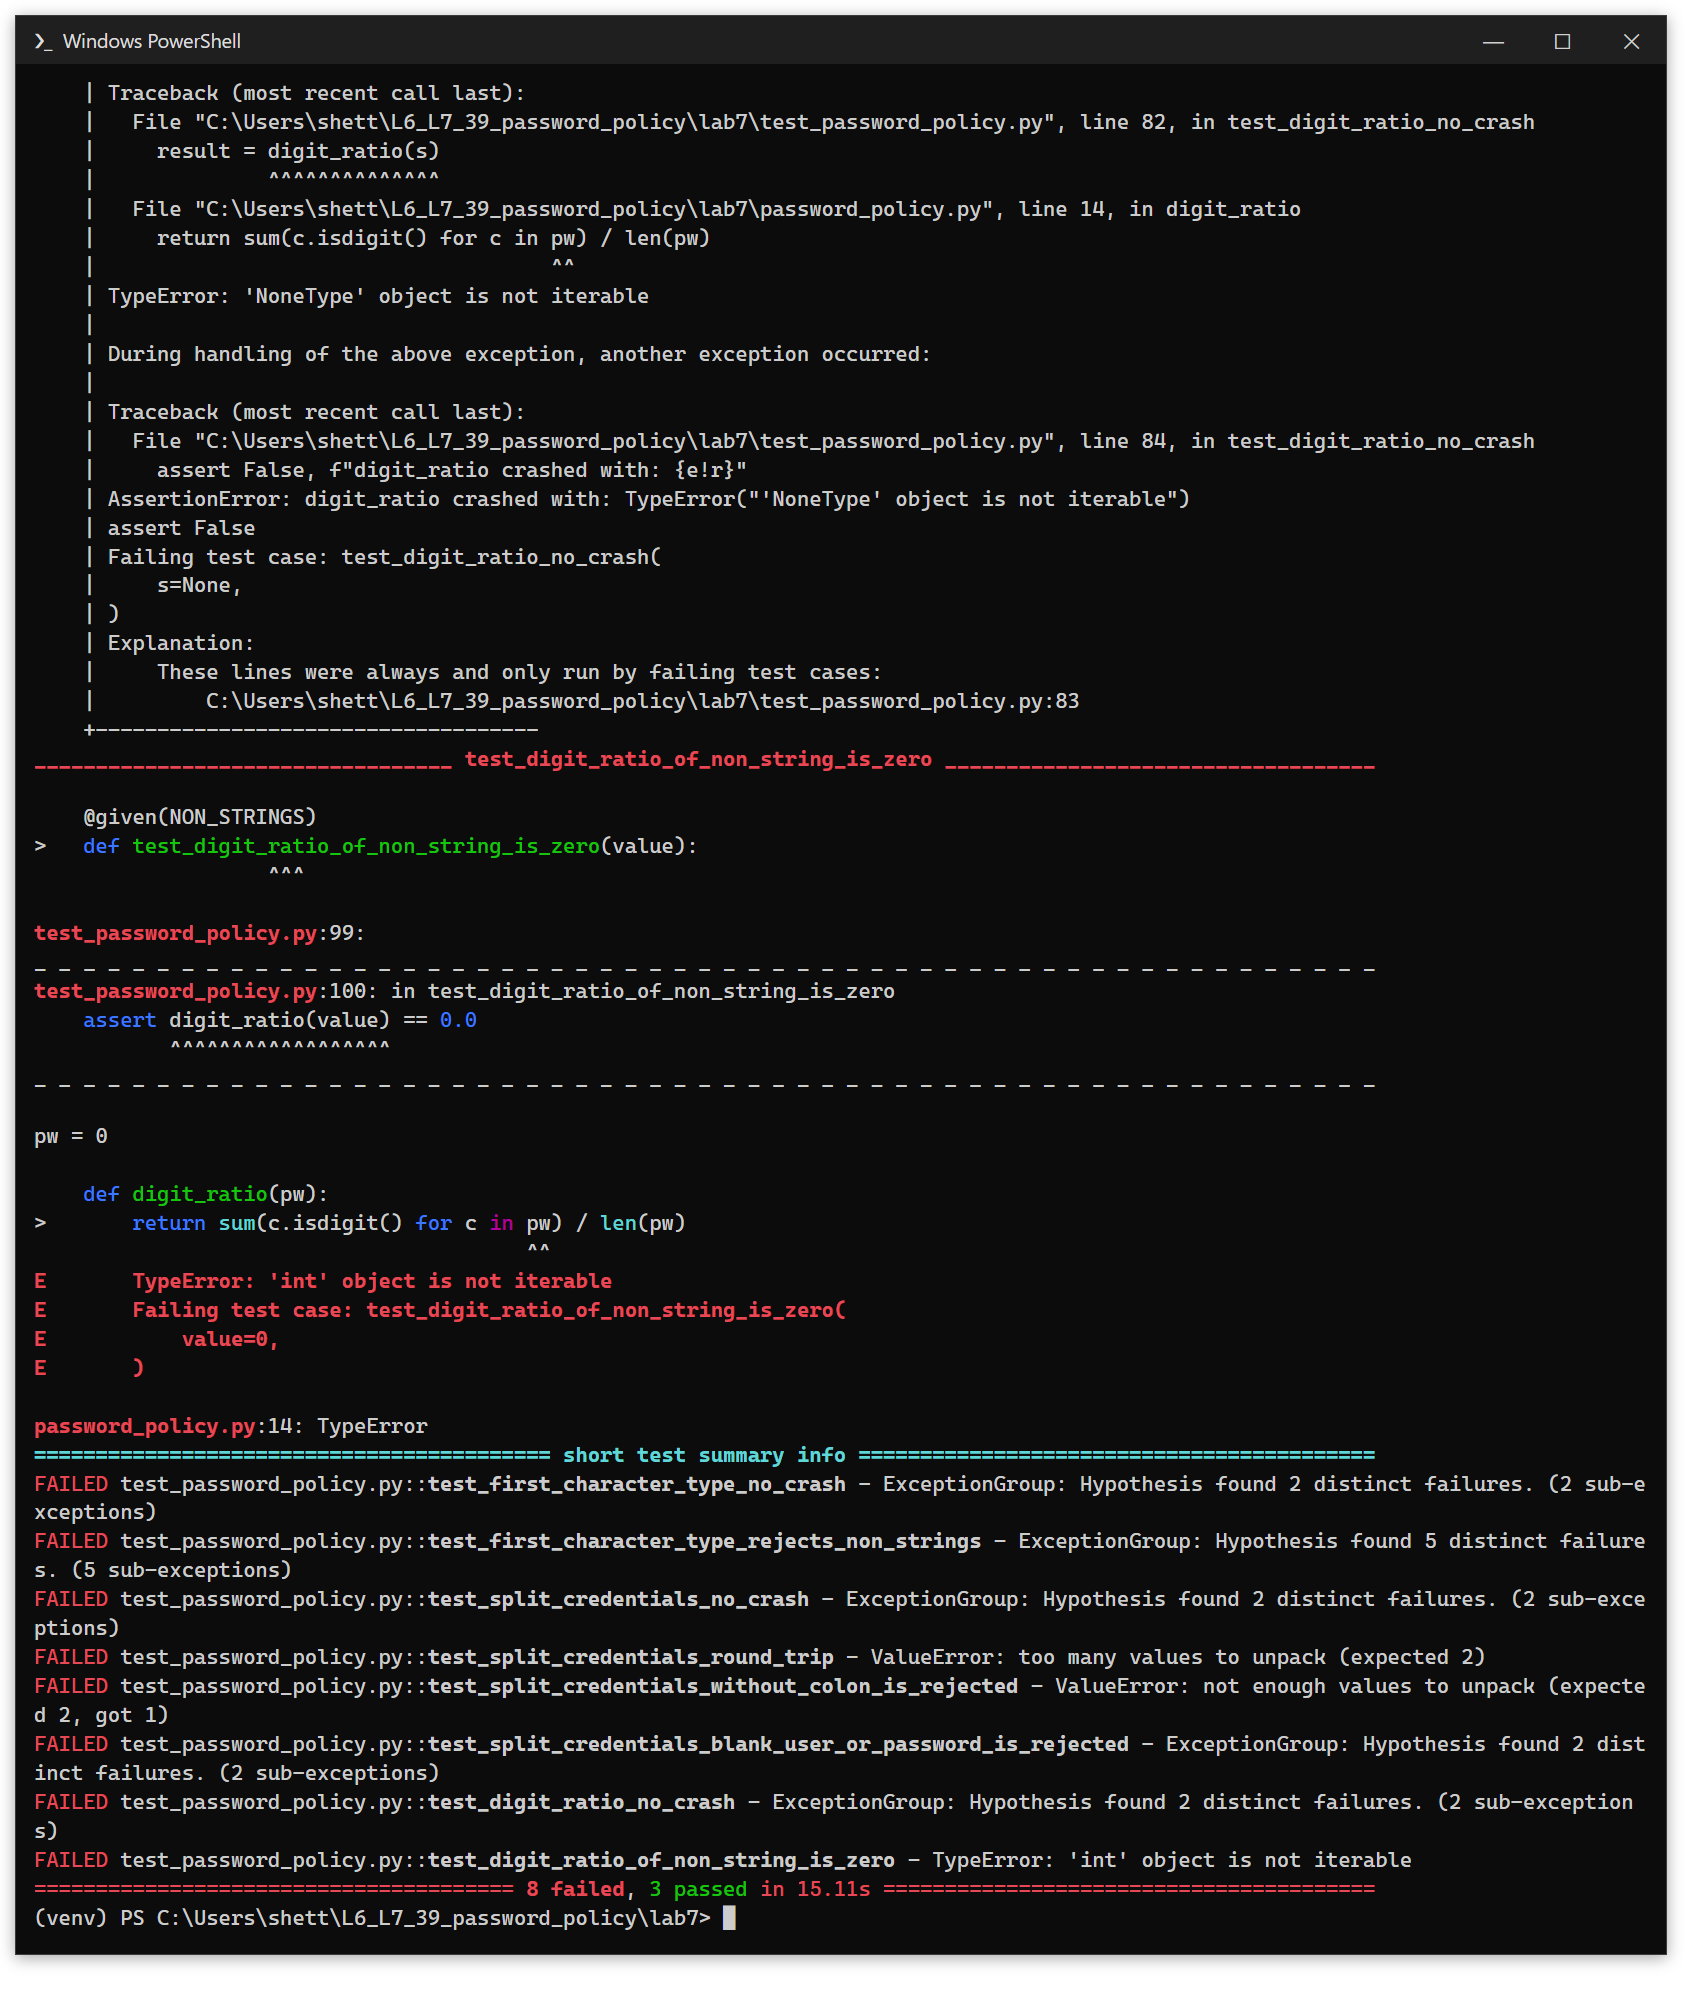 Windows PowerShell
| Traceback (most recent call last):
|   File "C:\Users\shett\L6_L7_39_password_policy\lab7\test_password_policy.py", line 82, in test_digit_ratio_no_crash
|     result = digit_ratio(s)
|              ^^^^^^^^^^^^^^
|   File "C:\Users\shett\L6_L7_39_password_policy\lab7\password_policy.py", line 14, in digit_ratio
|     return sum(c.isdigit() for c in pw) / len(pw)
|                                     ^^
| TypeError: 'NoneType' object is not iterable
|
| During handling of the above exception, another exception occurred:
|
| Traceback (most recent call last):
|   File "C:\Users\shett\L6_L7_39_password_policy\lab7\test_password_policy.py", line 84, in test_digit_ratio_no_crash
|     assert False, f"digit_ratio crashed with: {e!r}"
| AssertionError: digit_ratio crashed with: TypeError("'NoneType' object is not iterable")
| assert False
| Failing test case: test_digit_ratio_no_crash(
|     s=None,
| )
| Explanation:
|     These lines were always and only run by failing test cases:
|         C:\Users\shett\L6_L7_39_password_policy\lab7\test_password_policy.py:83
+------------------------------------
__________________________________ test_digit_ratio_of_non_string_is_zero ___________________________________
    @given(NON_STRINGS)
>   def test_digit_ratio_of_non_string_is_zero(value):
                   ^^^
test_password_policy.py:99:
_ _ _ _ _ _ _ _ _ _ _ _ _ _ _ _ _ _ _ _ _ _ _ _ _ _ _ _ _ _ _ _ _ _ _ _ _ _ _ _ _ _ _ _ _ _ _ _ _ _ _ _ _ _ _
test_password_policy.py:100: in test_digit_ratio_of_non_string_is_zero
    assert digit_ratio(value) == 0.0
           ^^^^^^^^^^^^^^^^^^
_ _ _ _ _ _ _ _ _ _ _ _ _ _ _ _ _ _ _ _ _ _ _ _ _ _ _ _ _ _ _ _ _ _ _ _ _ _ _ _ _ _ _ _ _ _ _ _ _ _ _ _ _ _ _
pw = 0
    def digit_ratio(pw):
>       return sum(c.isdigit() for c in pw) / len(pw)
                                        ^^
E       TypeError: 'int' object is not iterable
E       Failing test case: test_digit_ratio_of_non_string_is_zero(
E           value=0,
E       )
password_policy.py:14: TypeError
========================================== short test summary info ==========================================
FAILED test_password_policy.py::test_first_character_type_no_crash - ExceptionGroup: Hypothesis found 2 distinct failures. (2 sub-e
xceptions)
FAILED test_password_policy.py::test_first_character_type_rejects_non_strings - ExceptionGroup: Hypothesis found 5 distinct failure
s. (5 sub-exceptions)
FAILED test_password_policy.py::test_split_credentials_no_crash - ExceptionGroup: Hypothesis found 2 distinct failures. (2 sub-exce
ptions)
FAILED test_password_policy.py::test_split_credentials_round_trip - ValueError: too many values to unpack (expected 2)
FAILED test_password_policy.py::test_split_credentials_without_colon_is_rejected - ValueError: not enough values to unpack (expecte
d 2, got 1)
FAILED test_password_policy.py::test_split_credentials_blank_user_or_password_is_rejected - ExceptionGroup: Hypothesis found 2 dist
inct failures. (2 sub-exceptions)
FAILED test_password_policy.py::test_digit_ratio_no_crash - ExceptionGroup: Hypothesis found 2 distinct failures. (2 sub-exception
s)
FAILED test_password_policy.py::test_digit_ratio_of_non_string_is_zero - TypeError: 'int' object is not iterable
======================================= 8 failed, 3 passed in 15.11s ========================================
(venv) PS C:\Users\shett\L6_L7_39_password_policy\lab7>